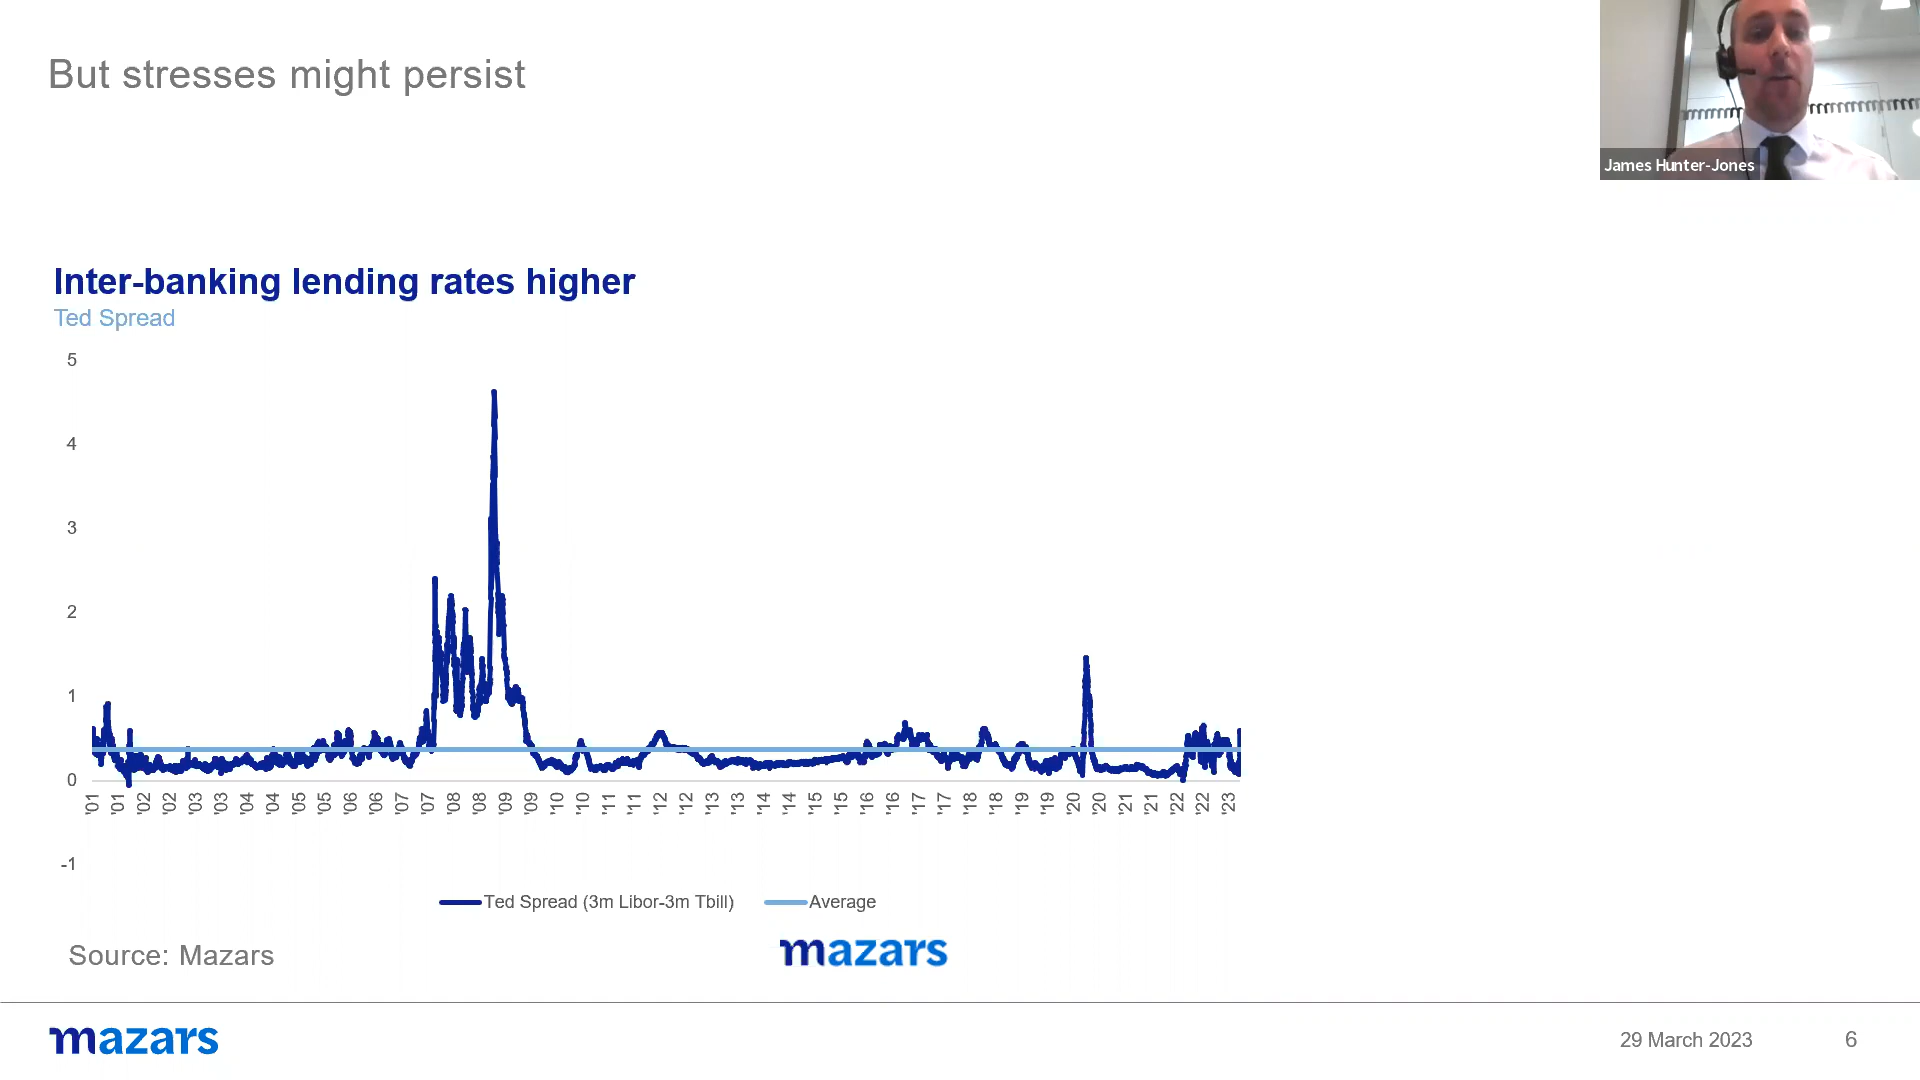 But stresses might persist
James Hunter-Jones
Inter-banking lending rates higher
Ted Spread
5
4
3
2
1
0
-1
'01 '01 '02 '02 '03 '03 '04 '04 '05 '05 '06 '06 '07 '07 '08 '08 '09 '09 '10 '10 '11 '11 '12 '12 '13 '13 '14 '14 '15 '15 '16 '16 '17 '17 '18 '18 '19 '19 '20 '20 '21 '21 '22 '22 '23
Ted Spread (3m Libor-3m Tbill) Average
Source: Mazars
mazars
mazars
29 March 2023 6